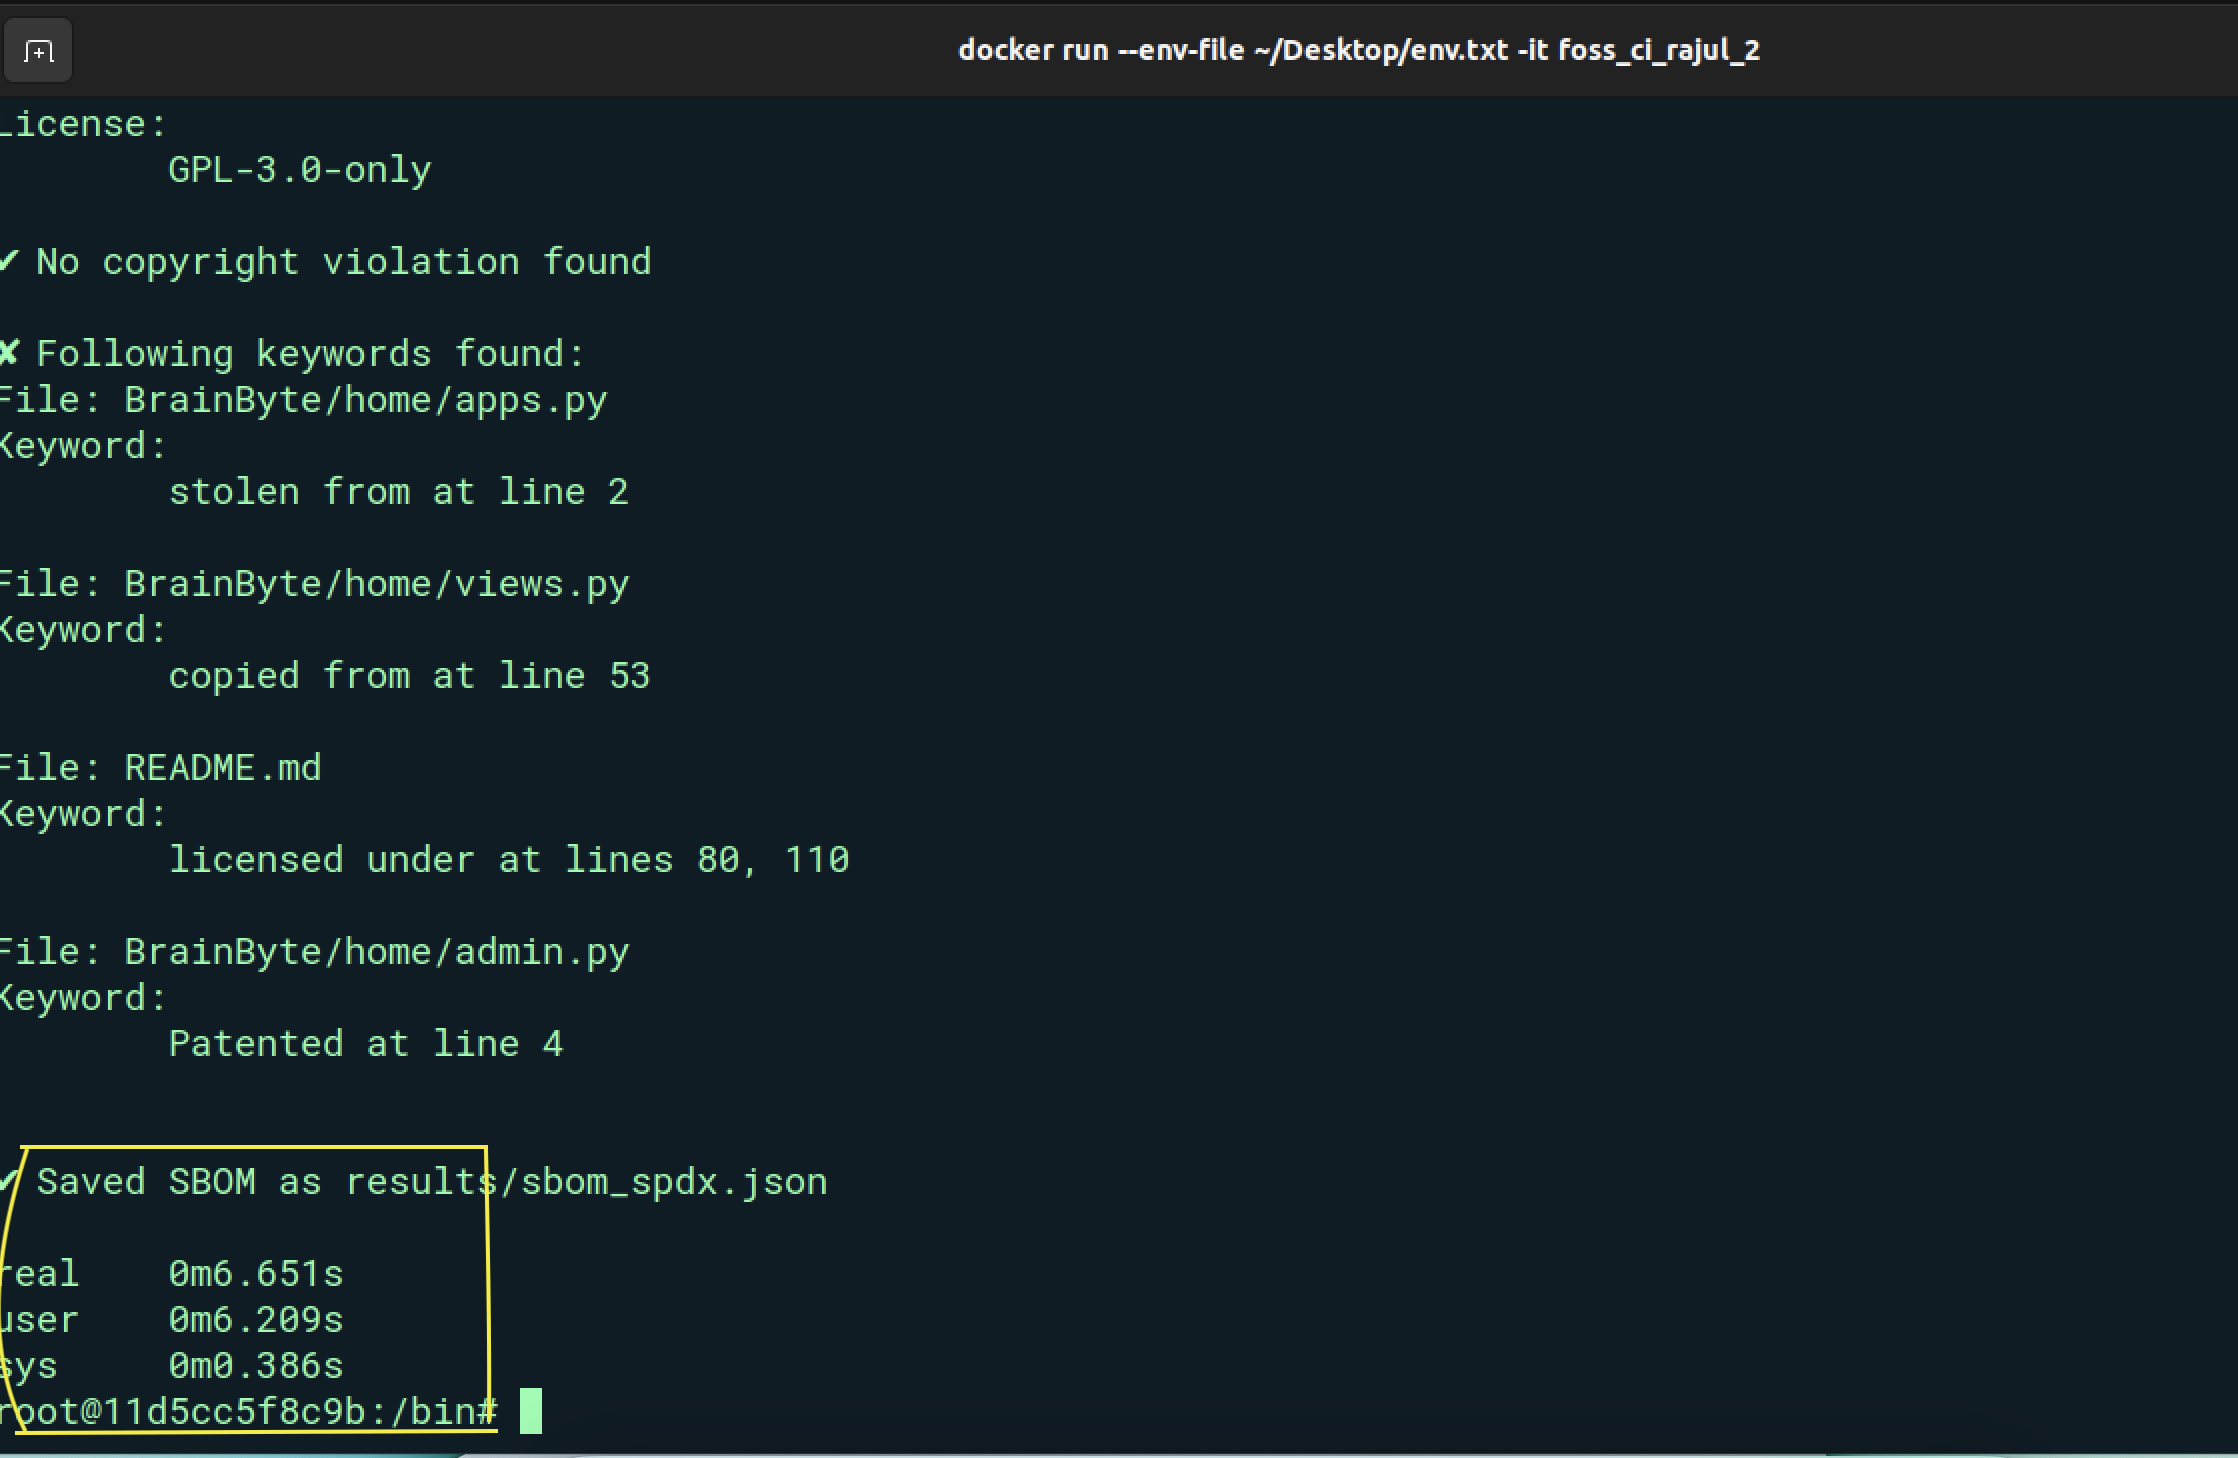 docker run --env-file ~/Desktop/env.txt -it foss_ci_rajul_2
License:
GPL-3.0-only
✔ No copyright violation found
✘ Following keywords found:
File: BrainByte/home/apps.py
Keyword:
stolen from at line 2
File: BrainByte/home/views.py
Keyword:
copied from at line 53
File: README.md
Keyword:
licensed under at lines 80, 110
File: BrainByte/home/admin.py
Keyword:
Patented at line 4
✔ Saved SBOM as results/sbom_spdx.json
real 0m6.651s
user 0m6.209s
sys 0m0.386s
root@11d5cc5f8c9b:/bin#